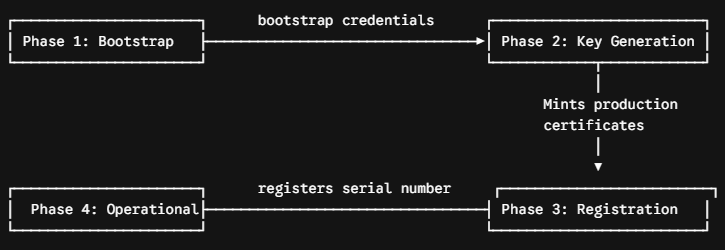 bootstrap credentials
Phase 1: Bootstrap
Phase 2: Key Generation
Mints production
certificates
registers serial number
Phase 4: Operational
Phase 3: Registration